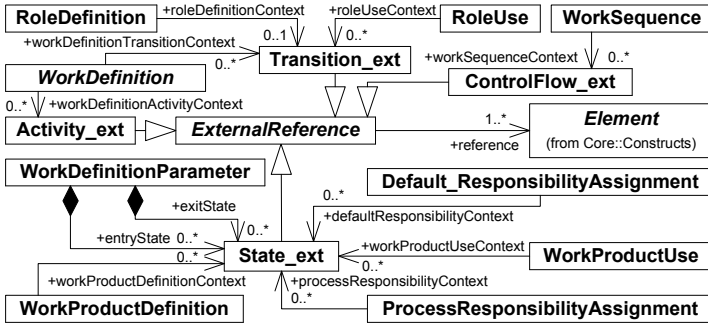 RoleDefinition
+roleDefinitionContext
0..1
+roleUseContext
0..*
RoleUse
WorkSequence
+workDefinitionTransitionContext
0..*
Transition_ext
+workSequenceContext
0..*
WorkDefinition
ControlFlow_ext
0..*
+workDefinitionActivityContext
Activity_ext
ExternalReference
1..*
+reference
Element
(from Core::Constructs)
WorkDefinitionParameter
+exitState
0..*
0..*
Default_ResponsibilityAssignment
+defaultResponsibilityContext
0..*
+entryState
0..*
State_ext
+workProductUseContext
0..*
WorkProductUse
0..*
+workProductDefinitionContext
+processResponsibilityContext
0..*
WorkProductDefinition
ProcessResponsibilityAssignment